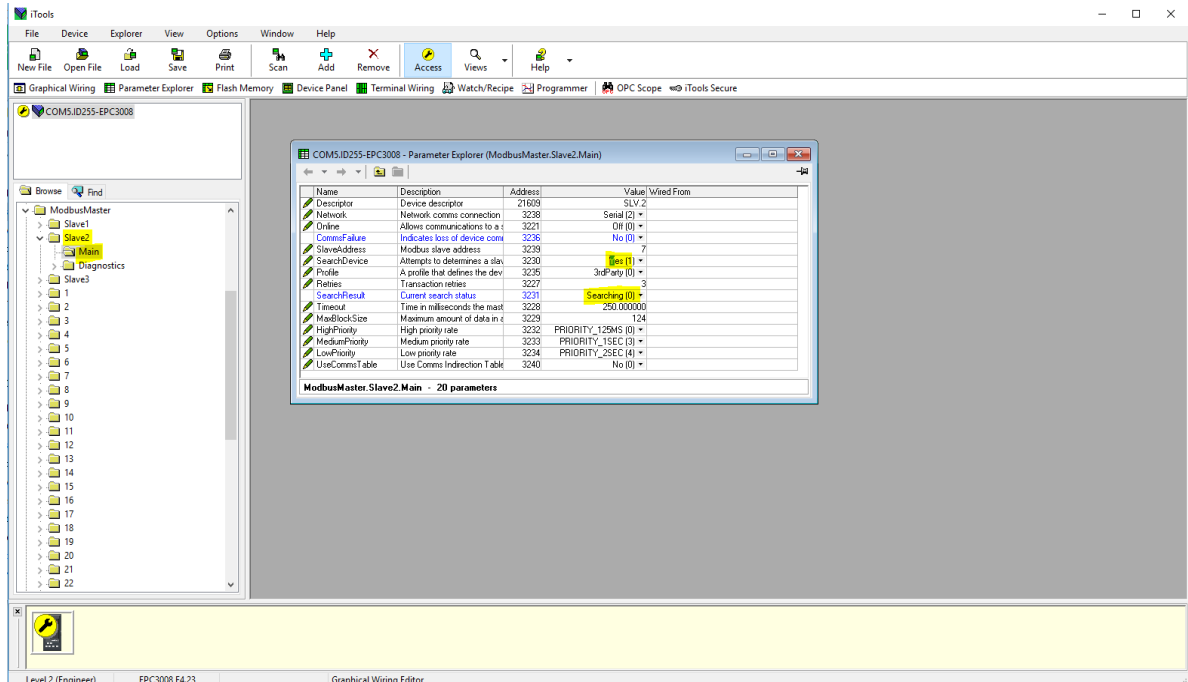 iTools
File Device Explorer View Options Window Help
New File Open File Load Save Print Scan Add Remove Access Views Help
Graphical Wiring Parameter Explorer Flash Memory Device Panel Terminal Wiring Watch/Recipe Programmer OPC Scope iTools Secure
COM5.ID255-EPC3008
Browse Find
ModbusMaster
Slave1
Slave2
Main
Diagnostics
Slave3
1
2
3
4
5
6
7
8
9
10
11
12
13
14
15
16
17
18
19
20
21
22
COM5.ID255-EPC3008 - Parameter Explorer (ModbusMaster.Slave2.Main)
Name Description Address Value Wired From
Descriptor Device descriptor 21609 SLV.2
Network Network comms connection 3238 Serial (2)
Online Allows communications to a s 3221 Off (0)
CommsFailure Indicates loss of device com 3236 No (0)
SlaveAddress Modbus slave address 3239 7
SearchDevice Attempts to determines a slav 3230 es (1)
Profile A profile that defines the dev 3235 3rdParty (0)
Retries Transaction retries 3227 3
SearchResult Current search status 3231 Searching (0)
Timeout Time in milliseconds the mast 3228 250.000000
MaxBlockSize Maximum amount of data in a 3229 124
HighPriority High priority rate 3232 PRIORITY_125MS (0)
MediumPriority Medium priority rate 3233 PRIORITY_1SEC (3)
LowPriority Low priority rate 3234 PRIORITY_2SEC (4)
UseCommsTable Use Comms Indirection Table 3240 No (0)
ModbusMaster.Slave2.Main - 20 parameters
Level 2 (Engineer) EPC3008 F4.23 Graphical Wiring Editor